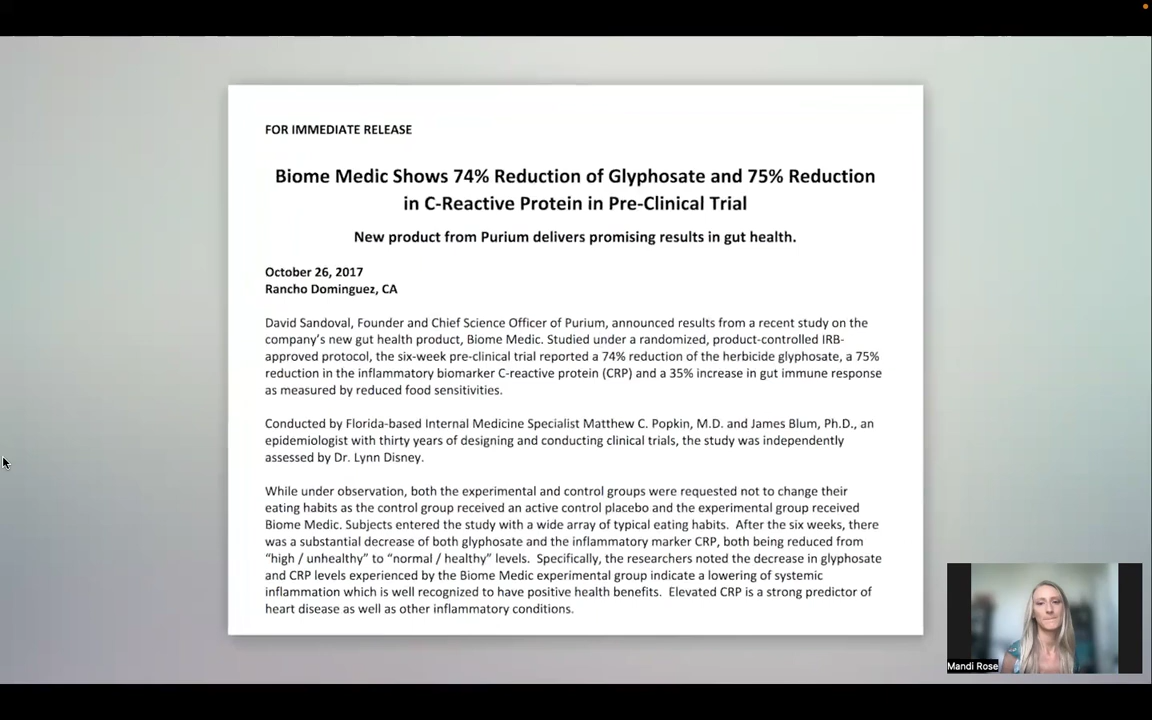 FOR IMMEDIATE RELEASE
Biome Medic Shows 74% Reduction of Glyphosate and 75% Reduction
in C-Reactive Protein in Pre-Clinical Trial
New product from Purium delivers promising results in gut health.
October 26, 2017
Rancho Dominguez, CA
David Sandoval, Founder and Chief Science Officer of Purium, announced results from a recent study on the
company's new gut health product, Biome Medic. Studied under a randomized, product-controlled IRB-
approved protocol, the six-week pre-clinical trial reported a 74% reduction of the herbicide glyphosate, a 75%
reduction in the inflammatory biomarker C-reactive protein (CRP) and a 35% increase in gut immune response
as measured by reduced food sensitivities.
Conducted by Florida-based Internal Medicine Specialist Matthew C. Popkin, M.D. and James Blum, Ph.D., an
epidemiologist with thirty years of designing and conducting clinical trials, the study was independently
assessed by Dr. Lynn Disney.
While under observation, both the experimental and control groups were requested not to change their
eating habits as the control group received an active control placebo and the experimental group received
Biome Medic. Subjects entered the study with a wide array of typical eating habits.  After the six weeks, there
was a substantial decrease of both glyphosate and the inflammatory marker CRP, both being reduced from
“high / unhealthy” to “normal / healthy” levels.  Specifically, the researchers noted the decrease in glyphosate
and CRP levels experienced by the Biome Medic experimental group indicate a lowering of systemic
inflammation which is well recognized to have positive health benefits.  Elevated CRP is a strong predictor of
heart disease as well as other inflammatory conditions.
Mandi Rose